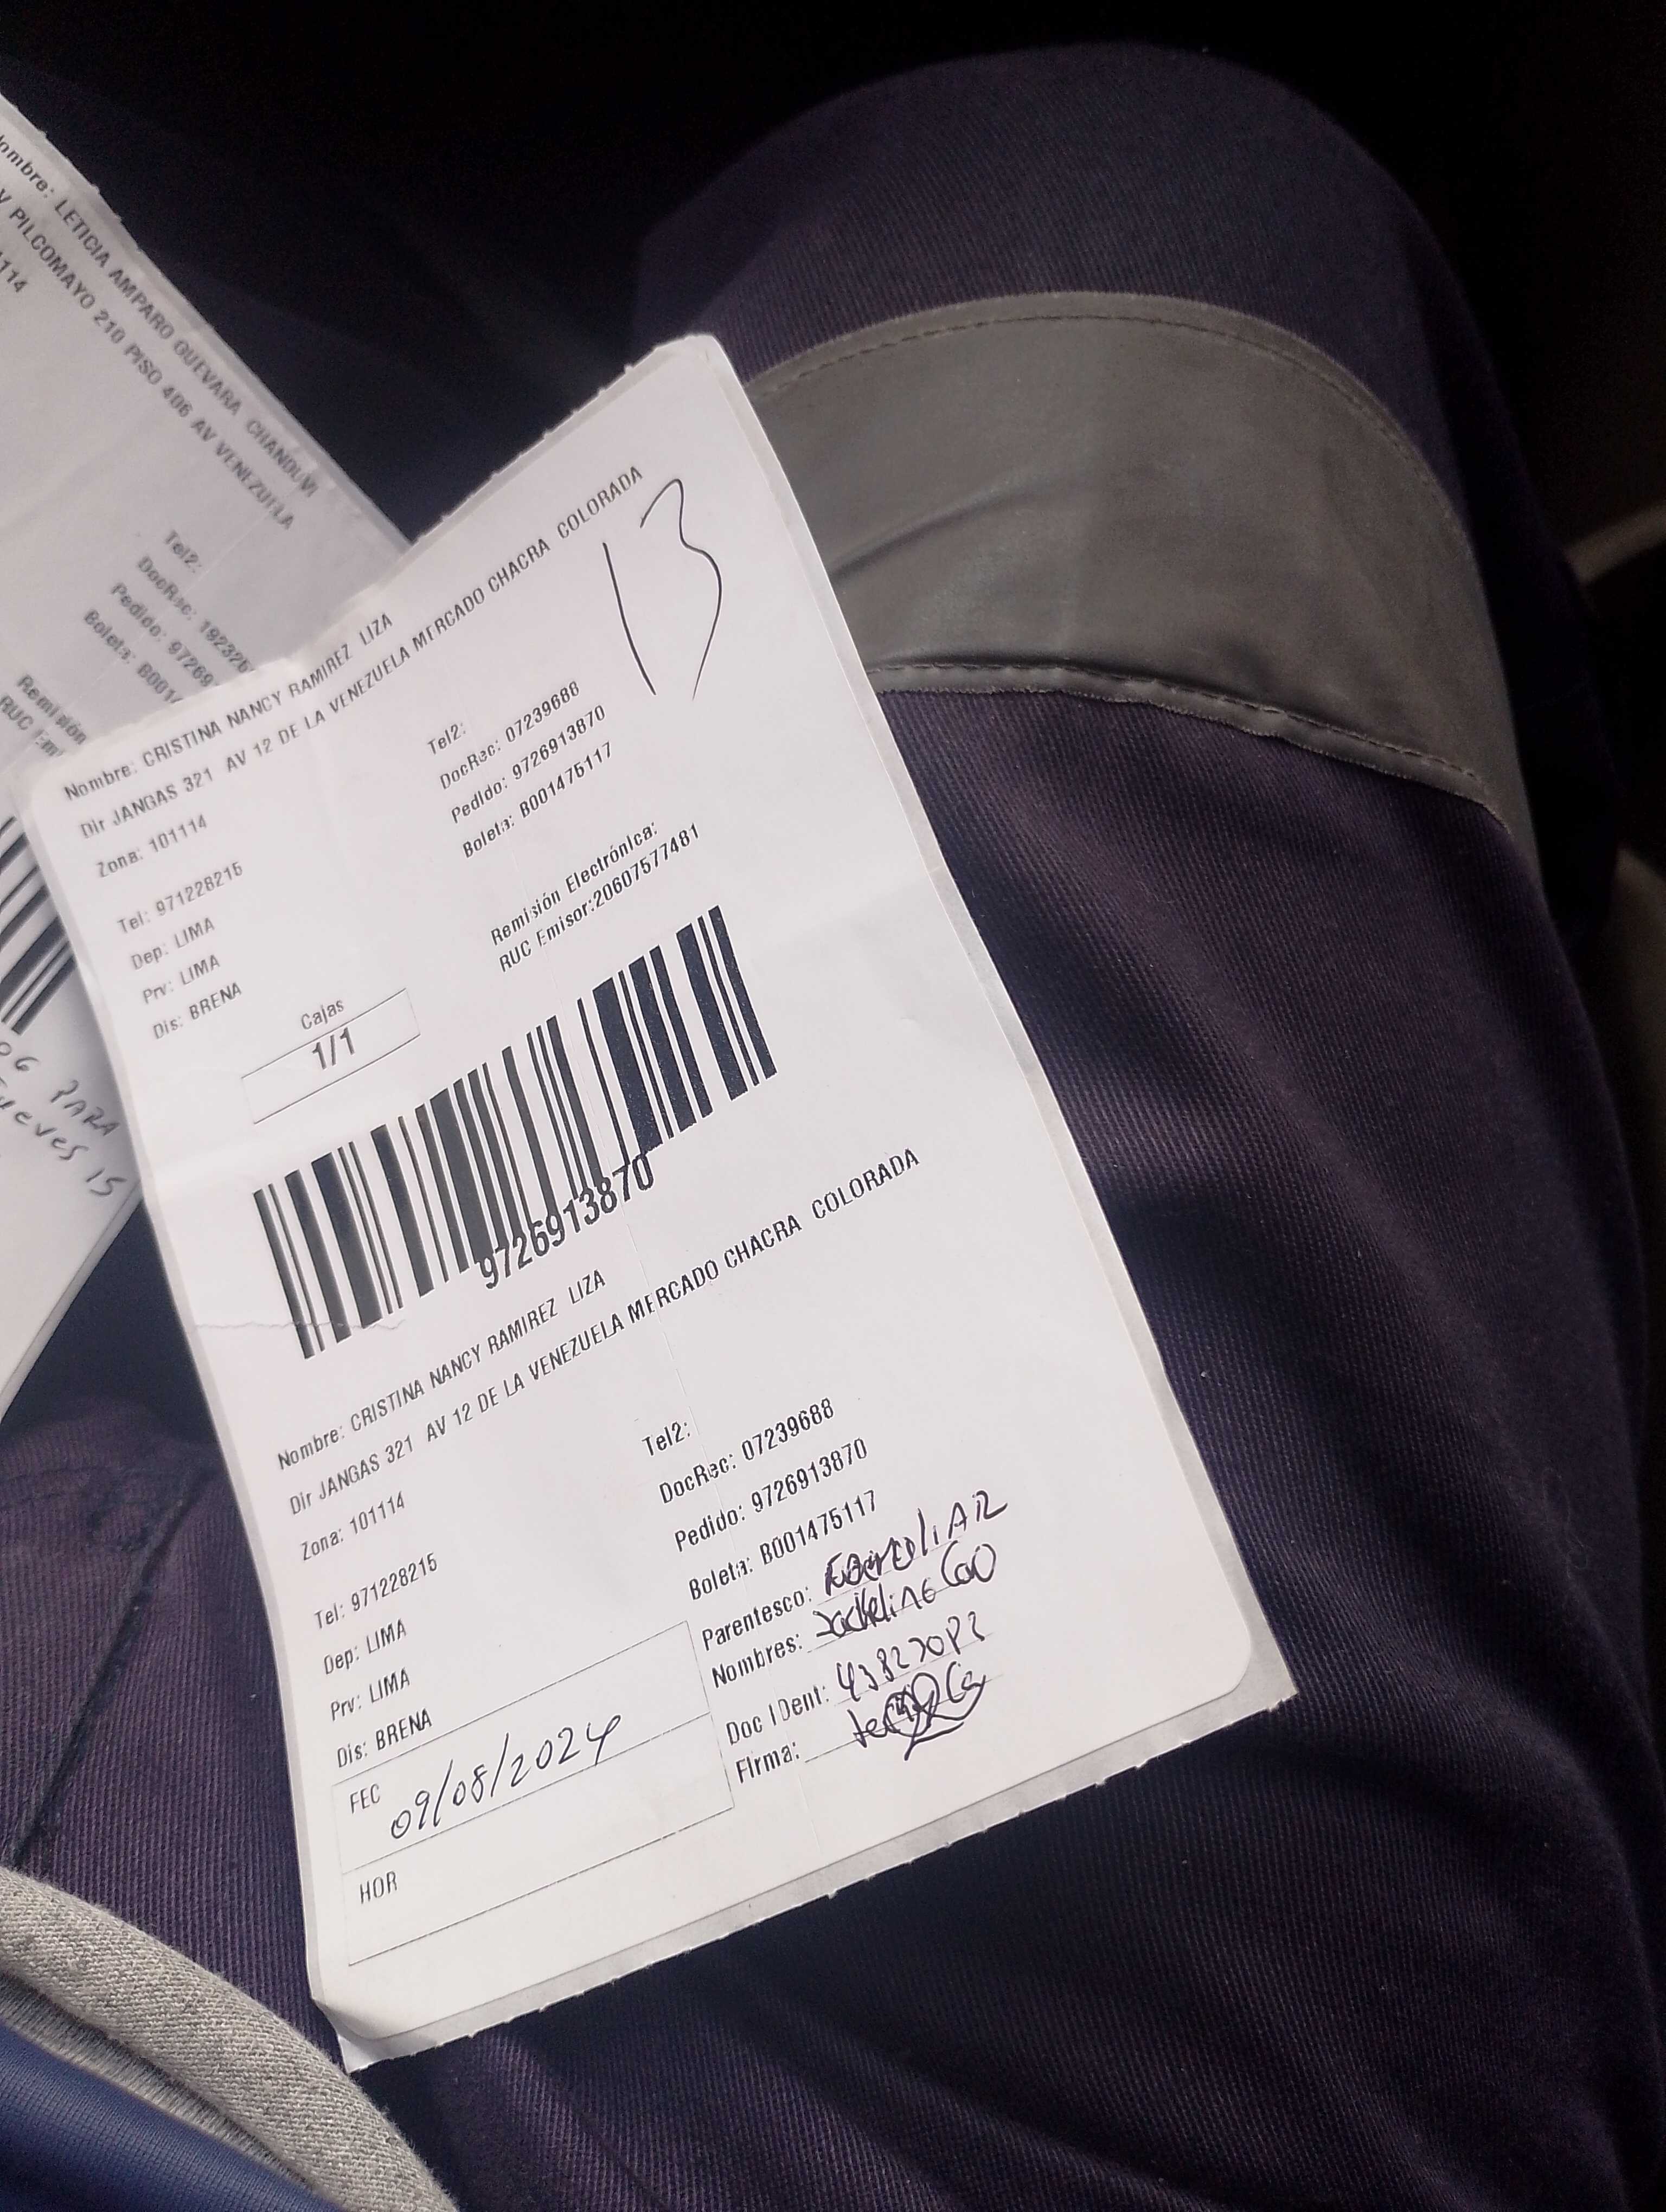 Nombre: LETICIA AMPARO GUEVARA CHANDUVI
V PILCOMAYO 210 PISO 406 AV VENEZUELA
1114
Tel2:
DocRec: 192326
Pedido: 97269
Boleta: B0014
Remisión
RUC Emi
PARA
JUEVES 15
Nombre: CRISTINA NANCY RAMIREZ LIZA
Dir JANGAS 321 AV 12 DE LA VENEZUELA MERCADO CHACRA COLORADA
13
Zona: 101114
Tel: 971228215
Dep: LIMA
Prv: LIMA
Dis: BRENA
Tel2:
DocRec: 07239688
Pedido: 9726913870
Boleta: B001475117
Remisión Electrónica:
RUC Emisor:20607577481
Cajas
1/1
9726913870
Nombre: CRISTINA NANCY RAMIREZ LIZA
Dir JANGAS 321 AV 12 DE LA VENEZUELA MERCADO CHACRA COLORADA
Zona: 101114
Tel: 971228215
Dep: LIMA
Prv: LIMA
Dis: BRENA
Tel2:
DocRec: 07239688
Pedido: 9726913870
Boleta: B001475117
Parentesco:
Nombres: Jackeline
Doc IDent:
Firma:
FEC 09/08/2024
HOR